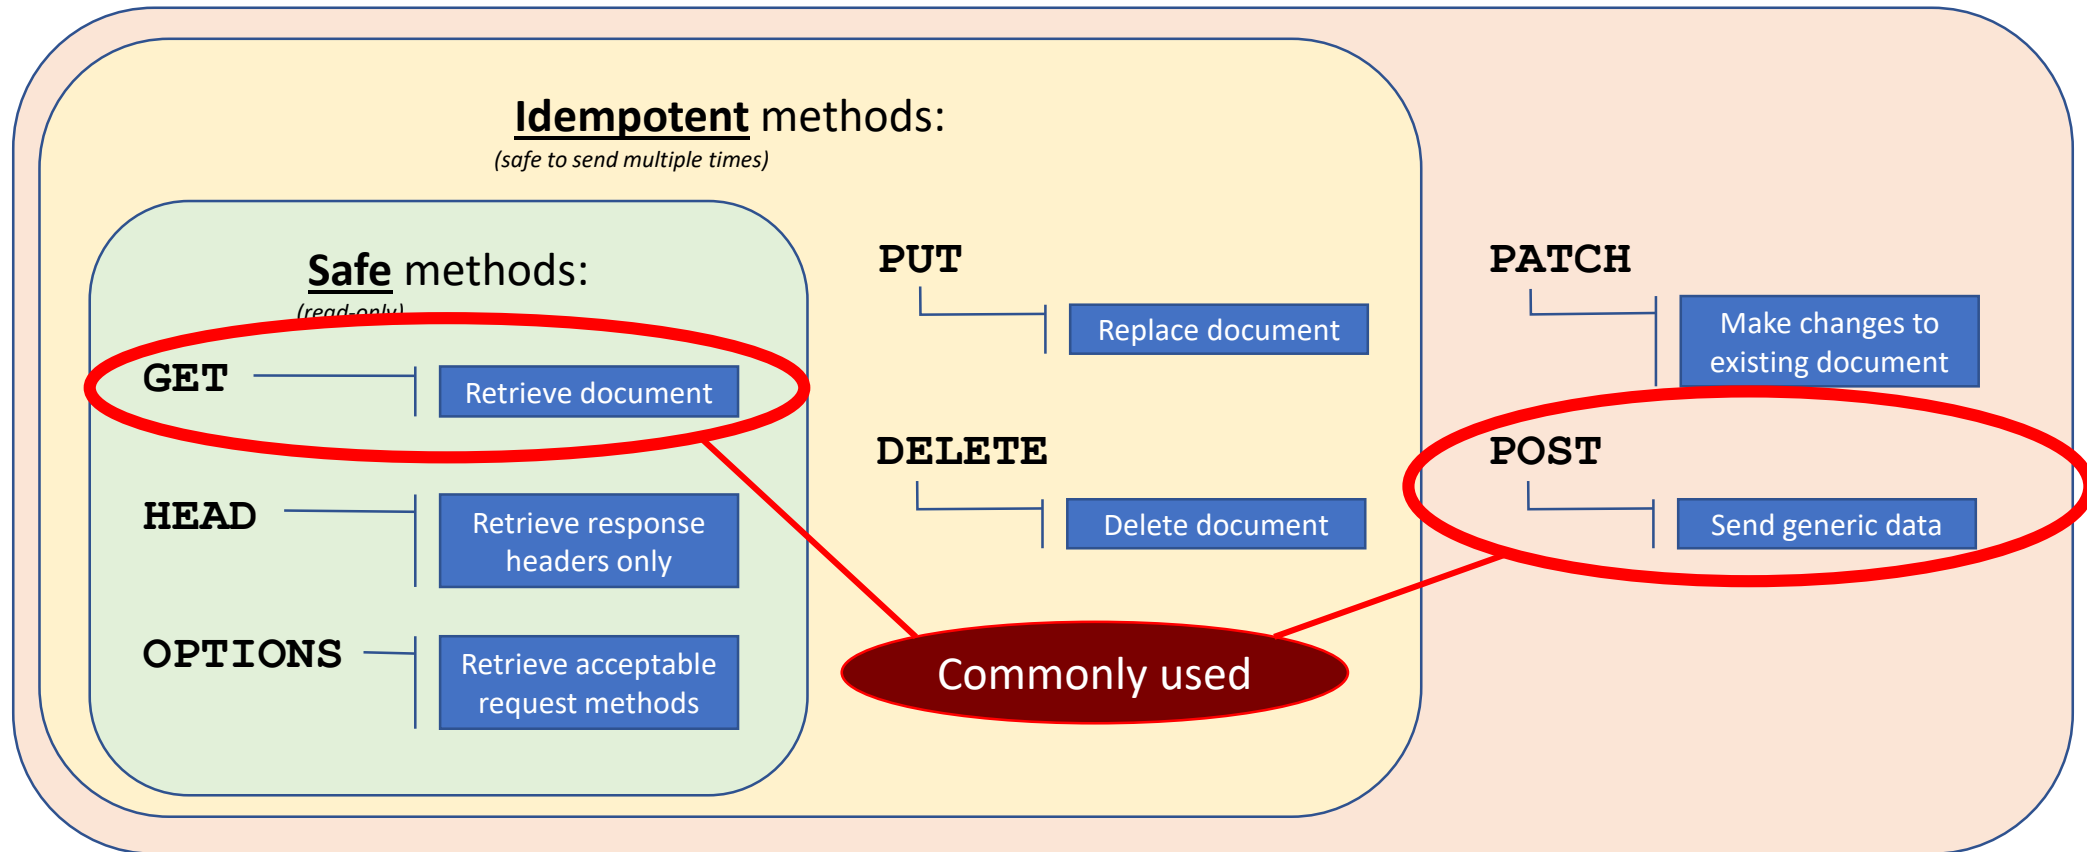 Idempotent methods:
(safe to send multiple times)
Safe methods:
(read-only)
GET
Retrieve document
HEAD
Retrieve response
headers only
OPTIONS
Retrieve acceptable
request methods
PUT
Replace document
DELETE
Delete document
PATCH
Make changes to
existing document
POST
Send generic data
Commonly used